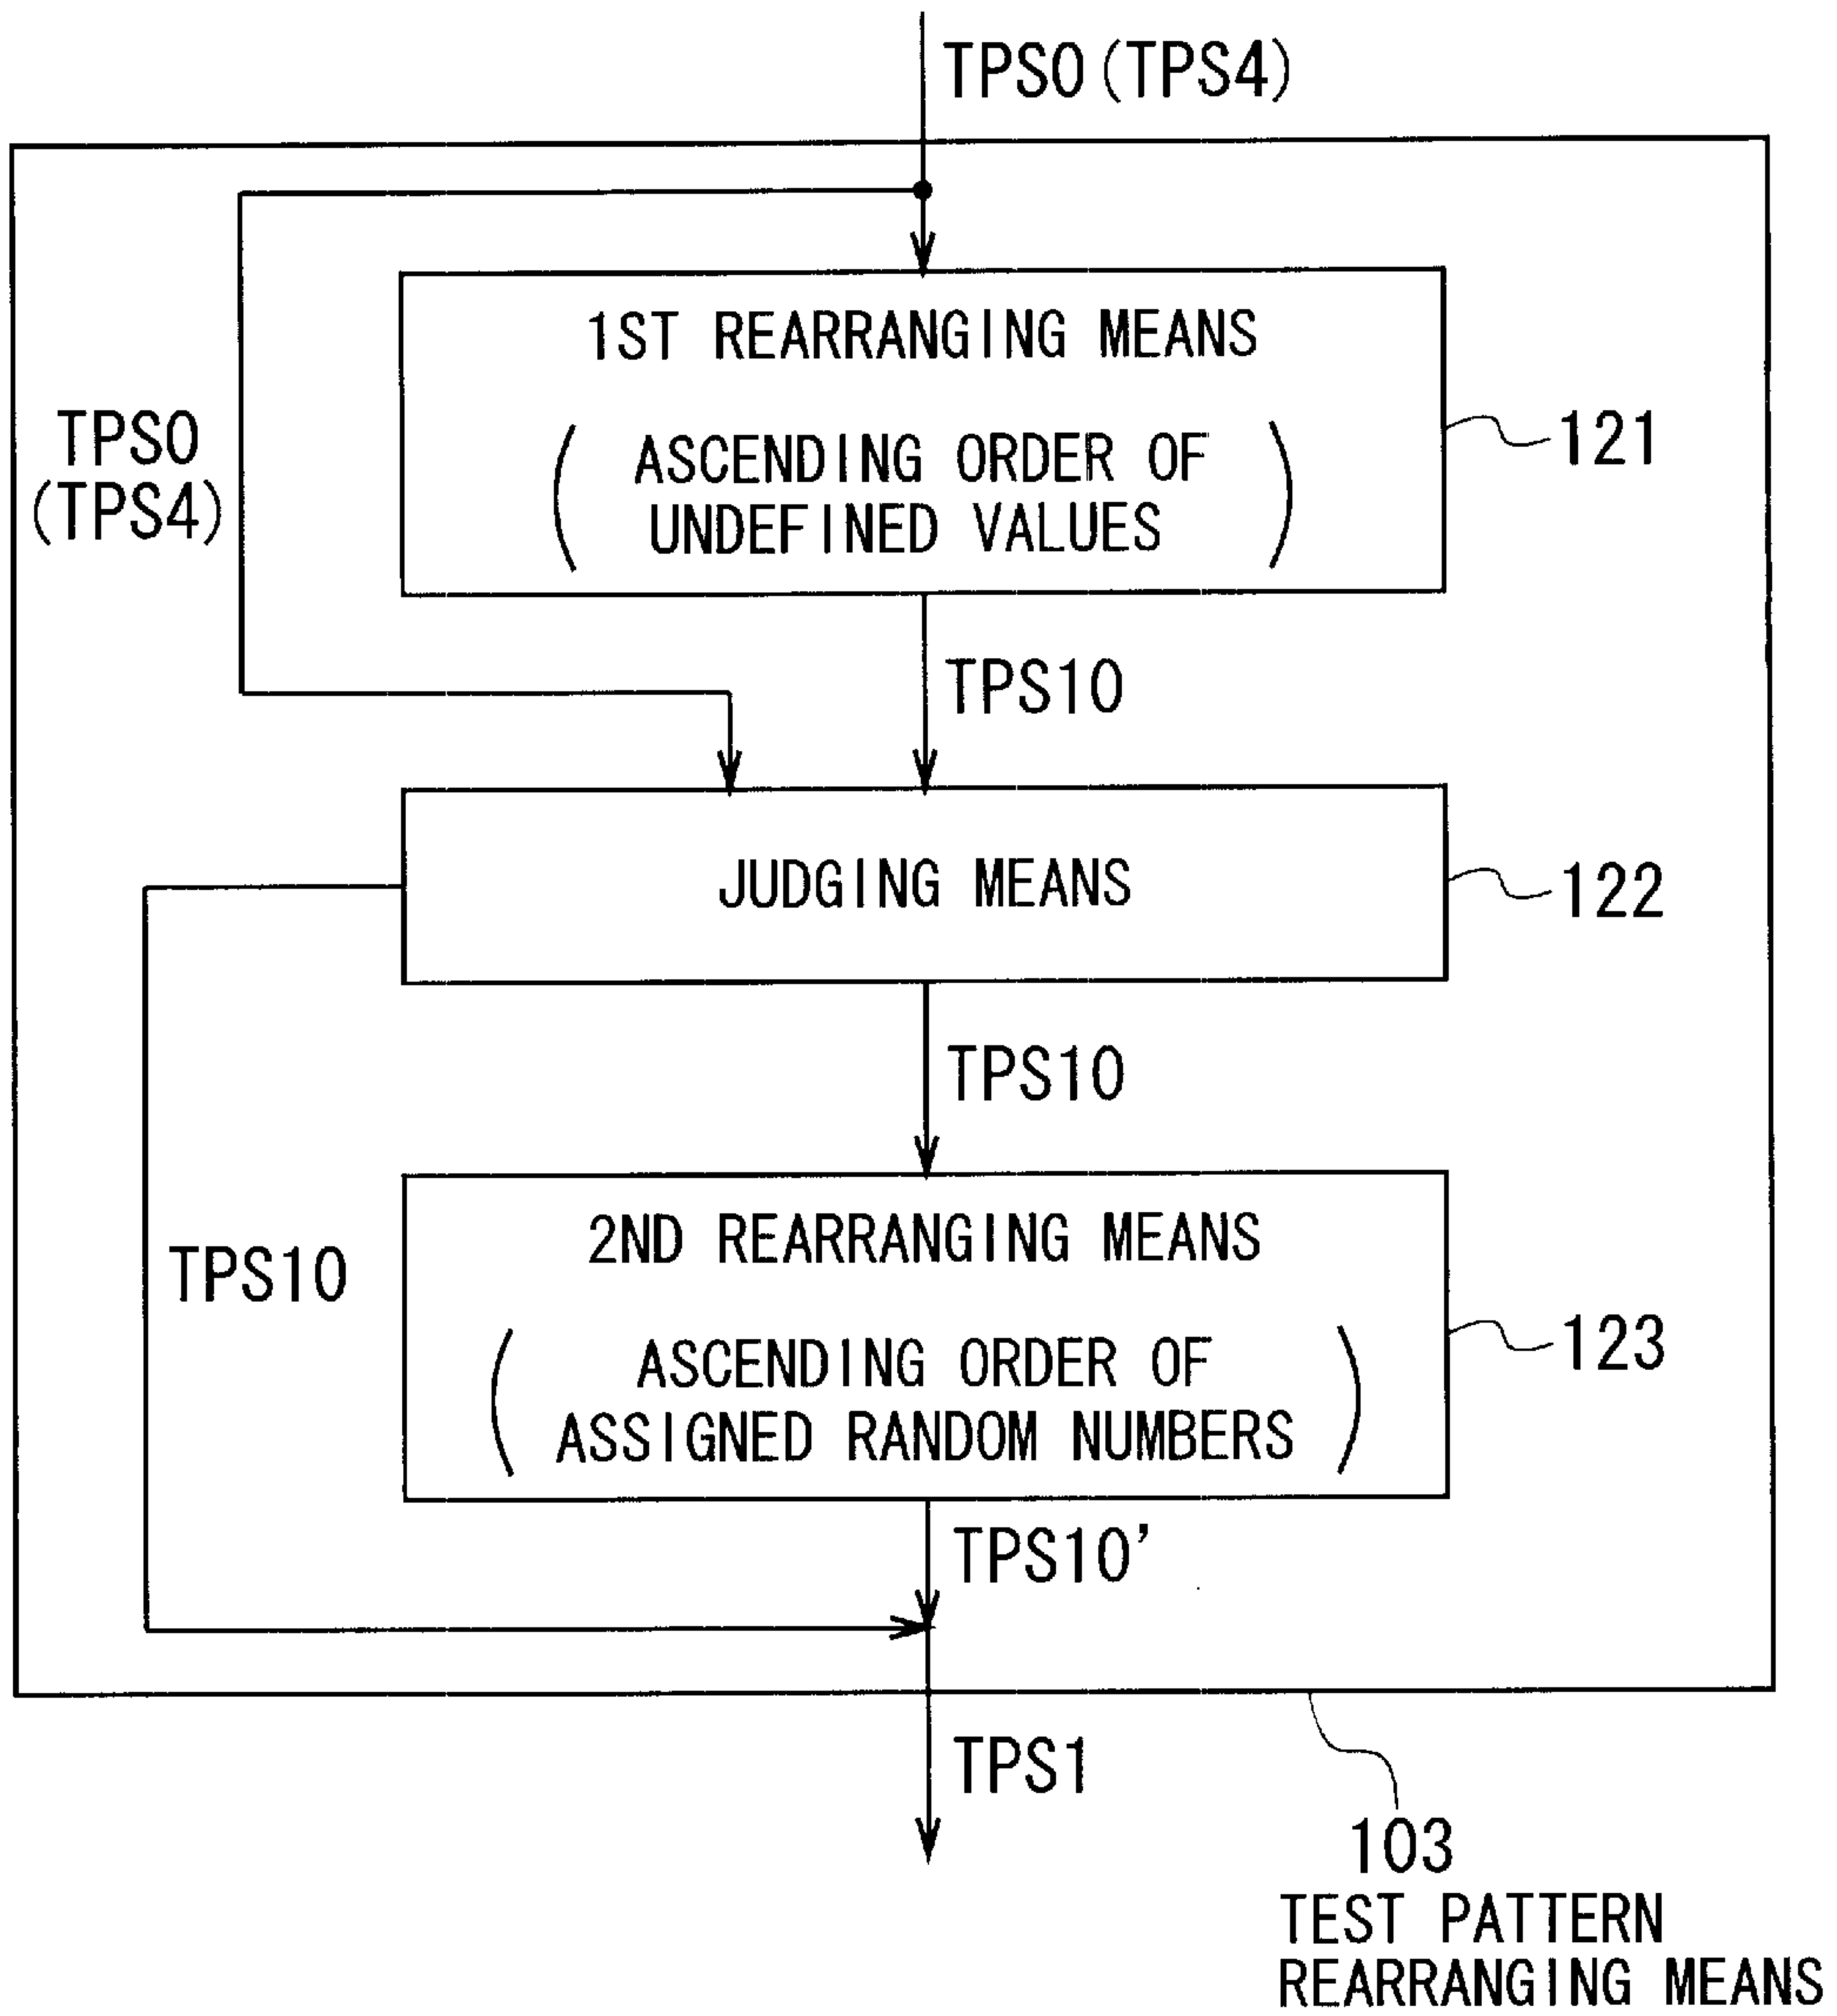 TPS0(TPS4)
1ST REARRANGING MEANS
(ASCENDING ORDER OF
UNDEFINED VALUES)
121
TPS0
(TPS4)
TPS10
JUDGING MEANS
122
TPS10
2ND REARRANGING MEANS
(ASCENDING ORDER OF
ASSIGNED RANDOM NUMBERS)
123
TPS10
TPS10'
TPS1
103
TEST PATTERN
REARRANGING MEANS